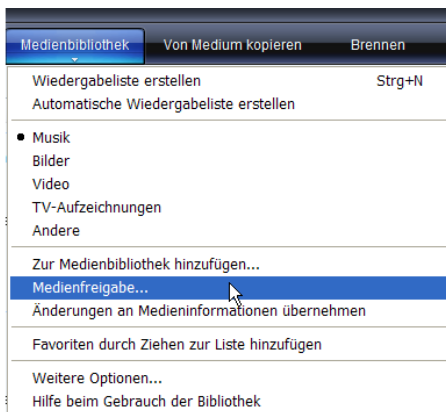 Medienbibliothek Von Medium kopieren Brennen
Wiedergabeliste erstellen Strg+N
Automatische Wiedergabeliste erstellen
Musik
Bilder
Video
TV-Aufzeichnungen
Andere
Zur Medienbibliothek hinzufügen...
Medienfreigabe...
Änderungen an Medieninformationen übernehmen
Favoriten durch Ziehen zur Liste hinzufügen
Weitere Optionen...
Hilfe beim Gebrauch der Bibliothek